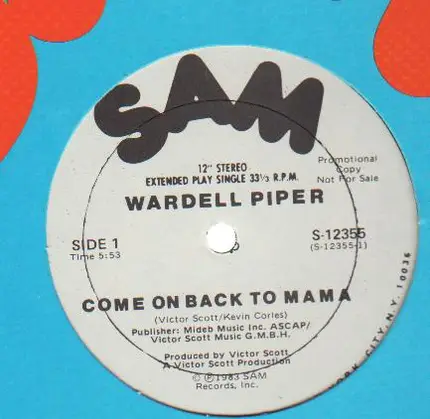 SAM
12" STEREO
EXTENDED PLAY SINGLE 33⅓ R.P.M.
Promotional
Copy
Not For Sale
WARDELL PIPER
SIDE 1
Time 5:53
S-12355
(S-12355-1)
COME ON BACK TO MAMA
(Victor Scott/Kevin Corles)
Publisher: Mideb Music Inc. ASCAP/
Victor Scott Music G.M.B.H.
Produced by Victor Scott
A Victor Scott Production
© ℗1983 SAM
Records, Inc.
CITY, N.Y. 10036